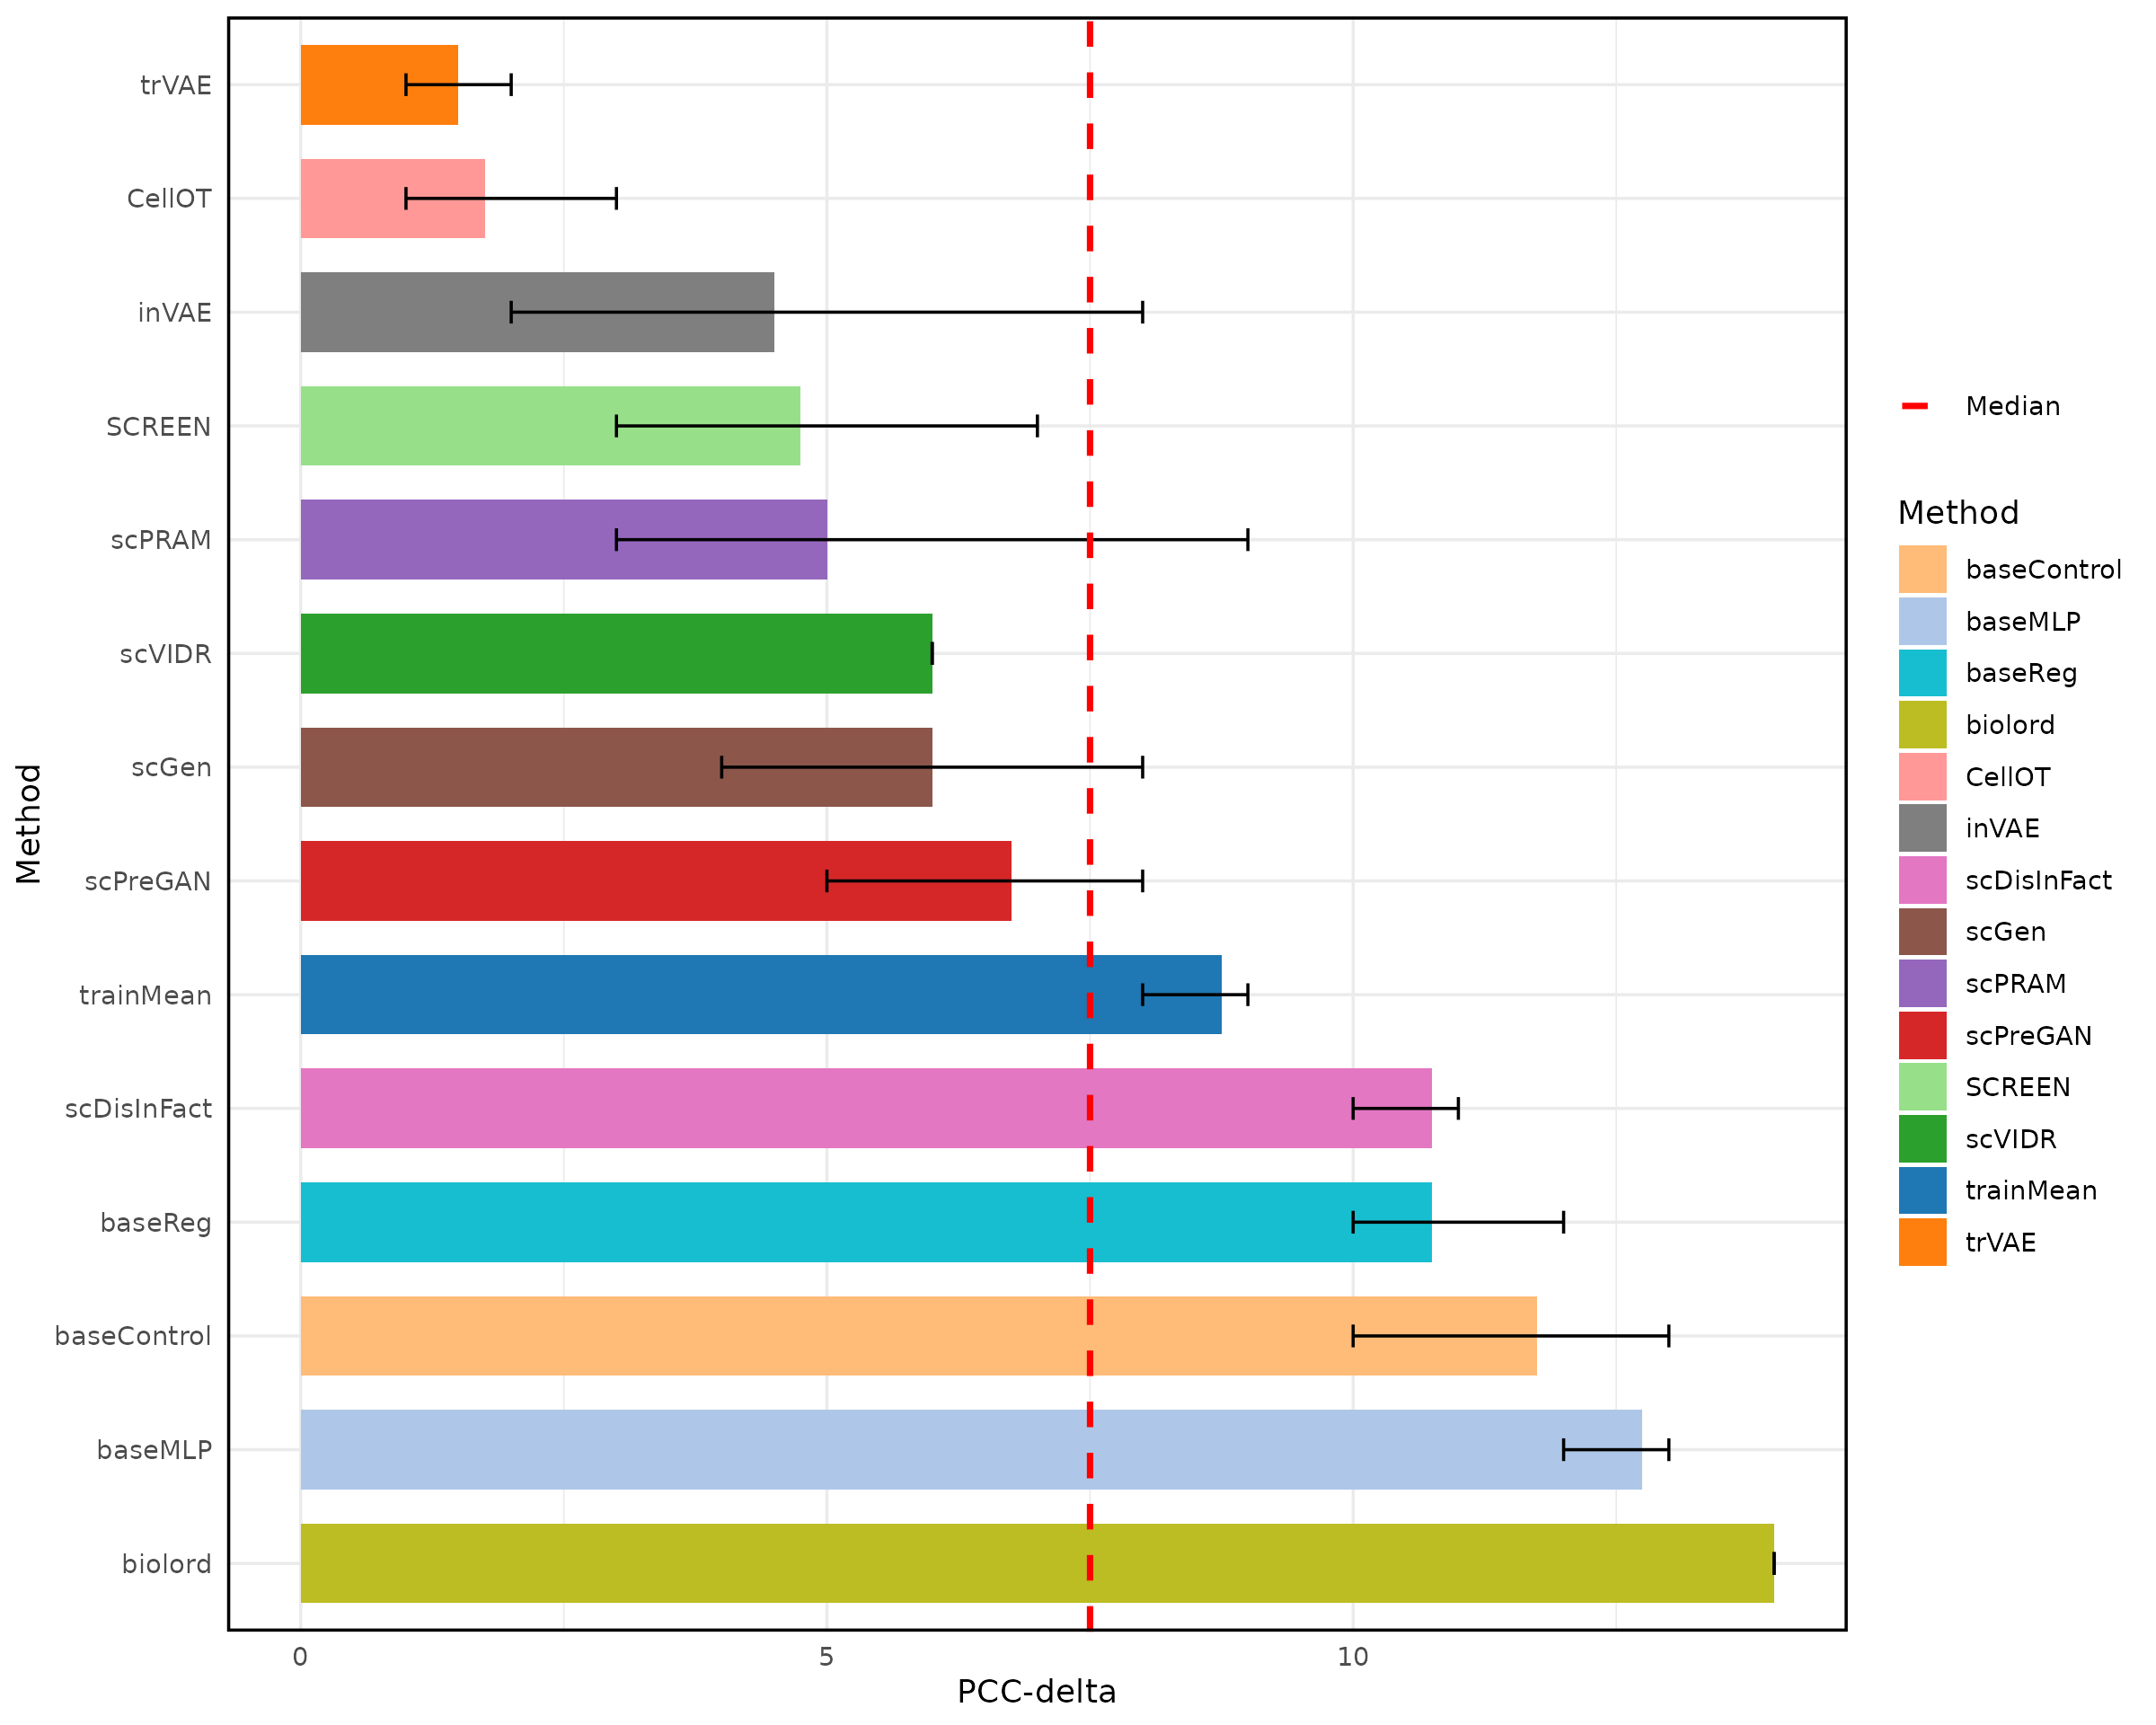 trVAE
CellOT
inVAE
SCREEN
scPRAM
scVIDR
scGen
scPreGAN
trainMean
scDisInFact
baseReg
baseControl
baseMLP
biolord
Method
0
5
10
PCC-delta
Median
Method
baseControl
baseMLP
baseReg
biolord
CellOT
inVAE
scDisInFact
scGen
scPRAM
scPreGAN
SCREEN
scVIDR
trainMean
trVAE